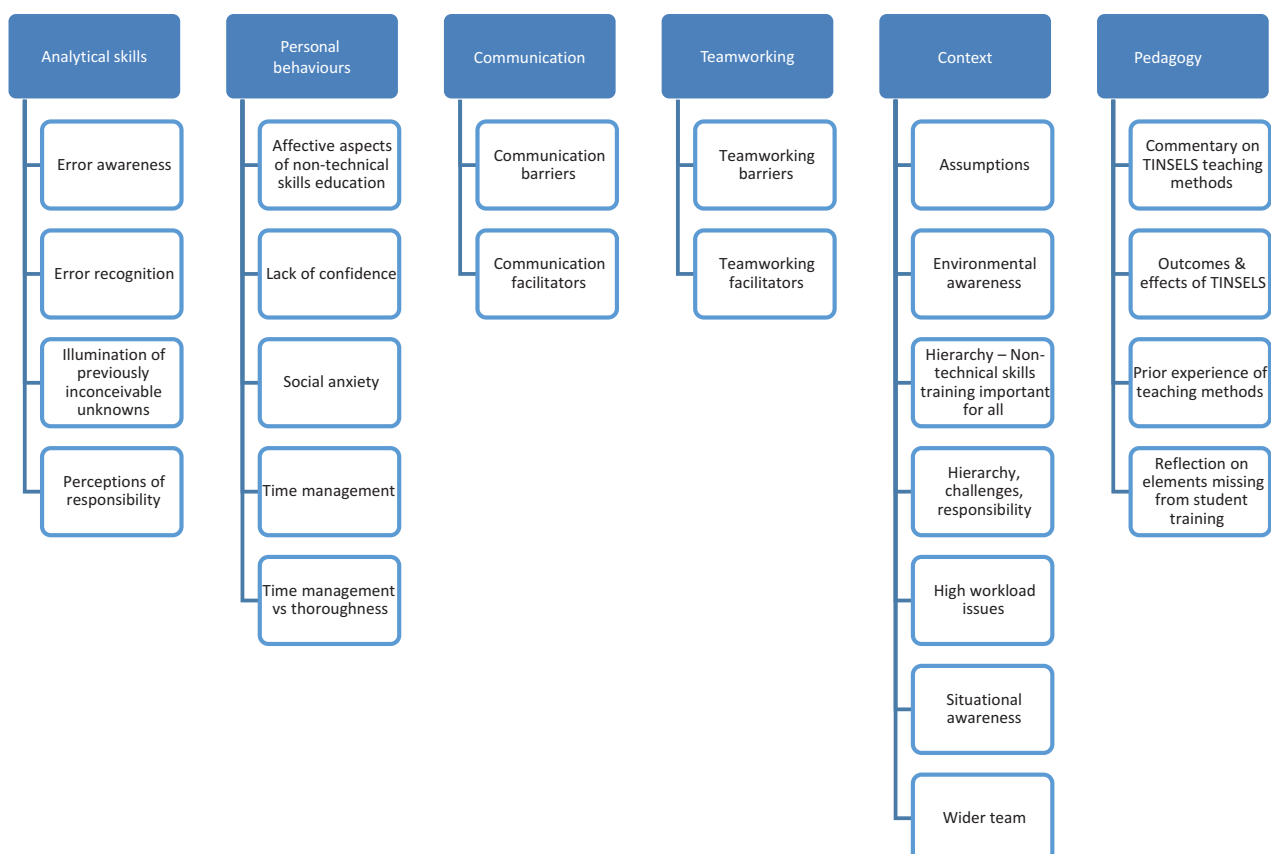 Analytical skills
Error awareness
Error recognition
Illumination of
previously
inconceivable
unknowns
Perceptions of
responsibility
Personal
behaviours
Affective aspects
of non-technical
skills education
Lack of confidence
Social anxiety
Time management
Time management
vs thoroughness
Communication
Communication
barriers
Communication
facilitators
Teamworking
Teamworking
barriers
Teamworking
facilitators
Context
Assumptions
Environmental
awareness
Hierarchy – Non-
technical skills
training important
for all
Hierarchy,
challenges,
responsibility
High workload
issues
Situational
awareness
Wider team
Pedagogy
Commentary on
TINSELS teaching
methods
Outcomes &
effects of TINSELS
Prior experience of
teaching methods
Reflection on
elements missing
from student
training